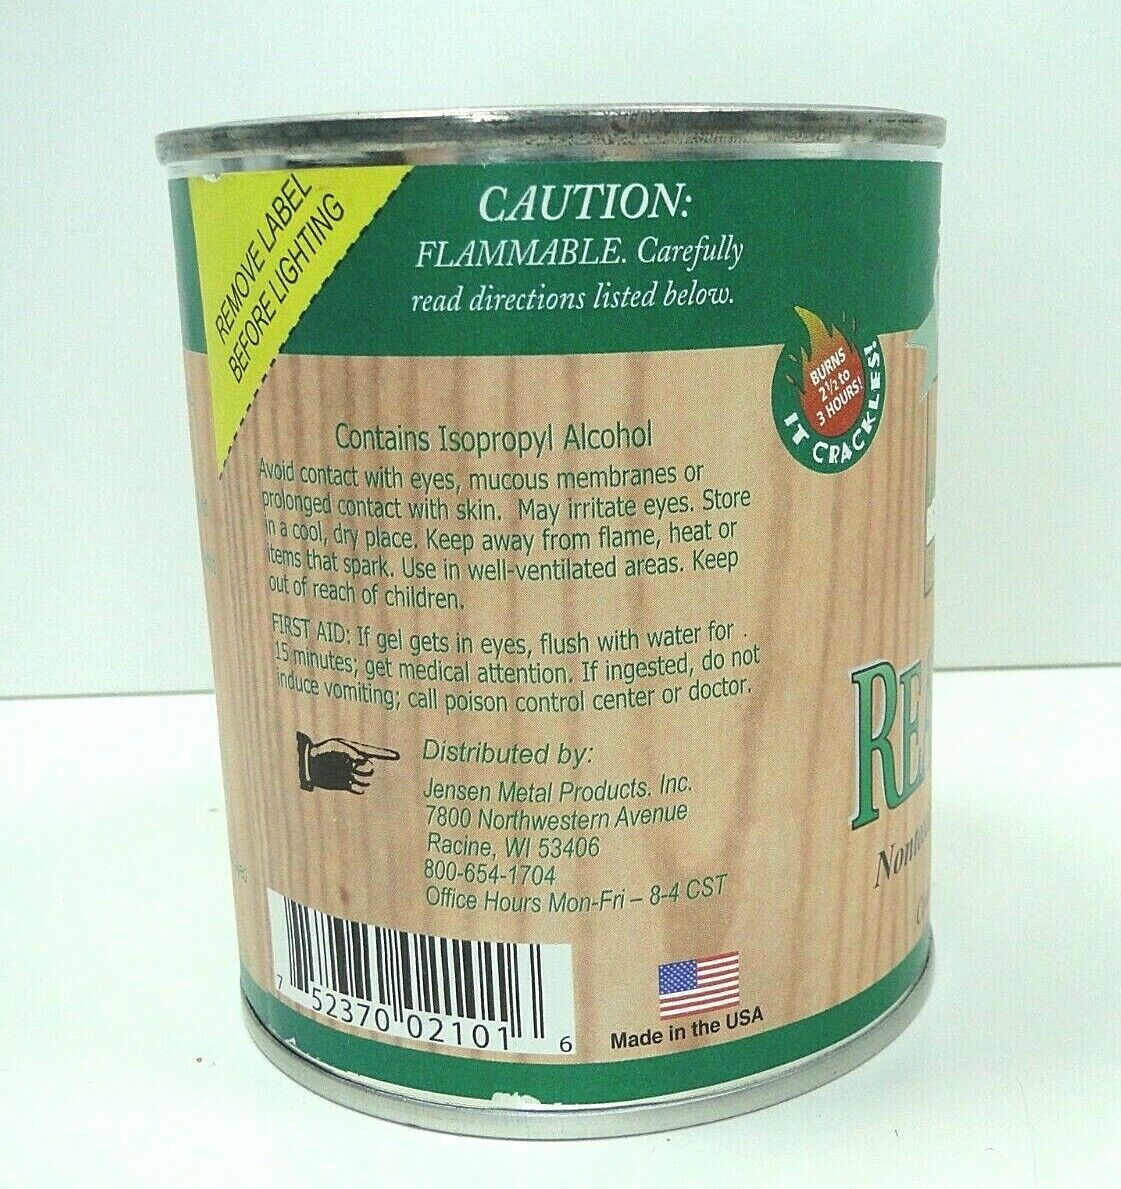 REMOVE LABEL
BEFORE LIGHTING
CAUTION:
FLAMMABLE. Carefully
read directions listed below.
BURNS
2½ to
3 HOURS!
IT CRACKLES!
Contains Isopropyl Alcohol
Avoid contact with eyes, mucous membranes or
prolonged contact with skin. May irritate eyes. Store
in a cool, dry place. Keep away from flame, heat or
items that spark. Use in well-ventilated areas. Keep
out of reach of children.
FIRST AID: If gel gets in eyes, flush with water for
15 minutes; get medical attention. If ingested, do not
induce vomiting; call poison control center or doctor.
Distributed by:
Jensen Metal Products, Inc.
7800 Northwestern Avenue
Racine, WI 53406
800-654-1704
Office Hours Mon-Fri – 8-4 CST
7 52370 02101 6
Made in the USA